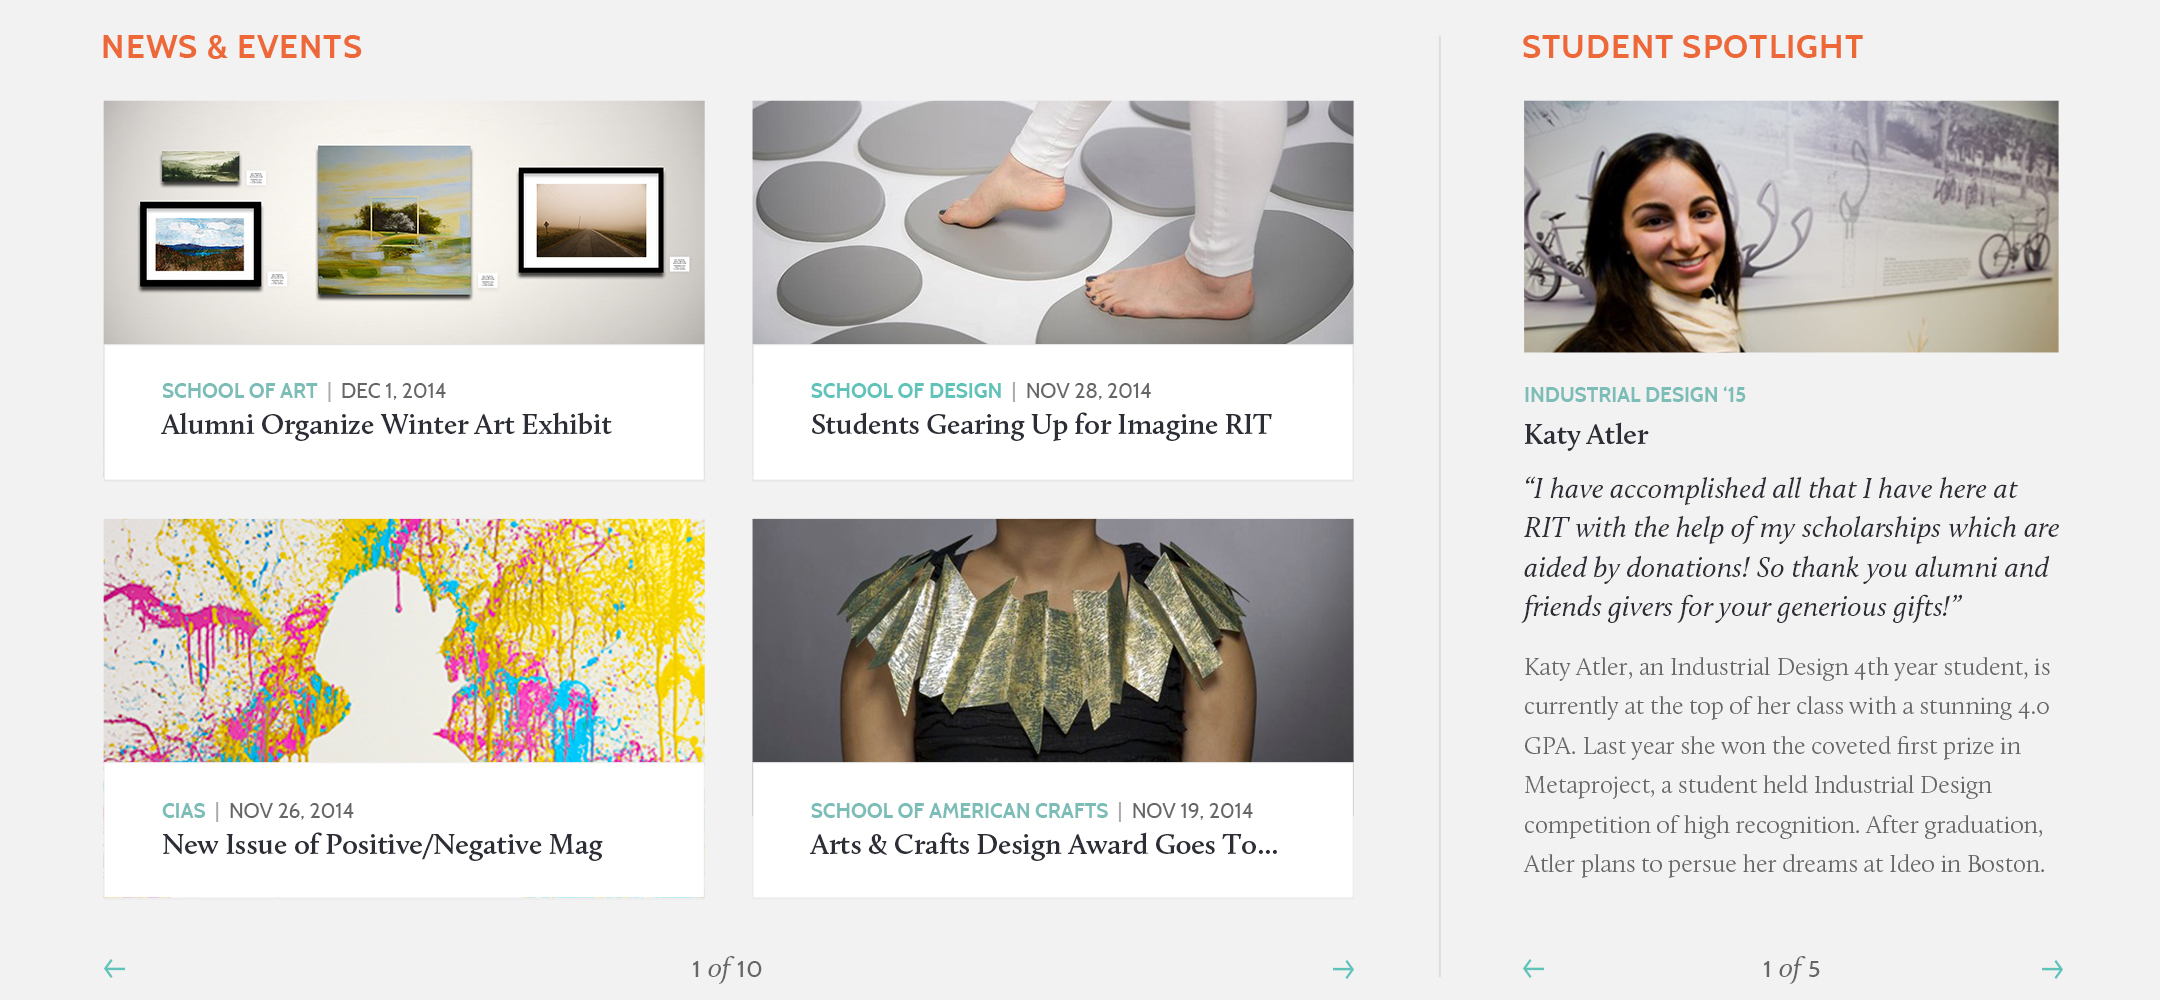 NEWS & EVENTS
SCHOOL OF ART | DEC 1, 2014
Alumni Organize Winter Art Exhibit
SCHOOL OF DESIGN | NOV 28, 2014
Students Gearing Up for Imagine RIT
CIAS | NOV 26, 2014
New Issue of Positive/Negative Mag
SCHOOL OF AMERICAN CRAFTS | NOV 19, 2014
Arts & Crafts Design Award Goes To...
1 of 10
STUDENT SPOTLIGHT
INDUSTRIAL DESIGN ‘15
Katy Atler
“I have accomplished all that I have here at
RIT with the help of my scholarships which are
aided by donations! So thank you alumni and
friends givers for your generious gifts!”
Katy Atler, an Industrial Design 4th year student, is
currently at the top of her class with a stunning 4.0
GPA. Last year she won the coveted first prize in
Metaproject, a student held Industrial Design
competition of high recognition. After graduation,
Atler plans to persue her dreams at Ideo in Boston.
1 of 5